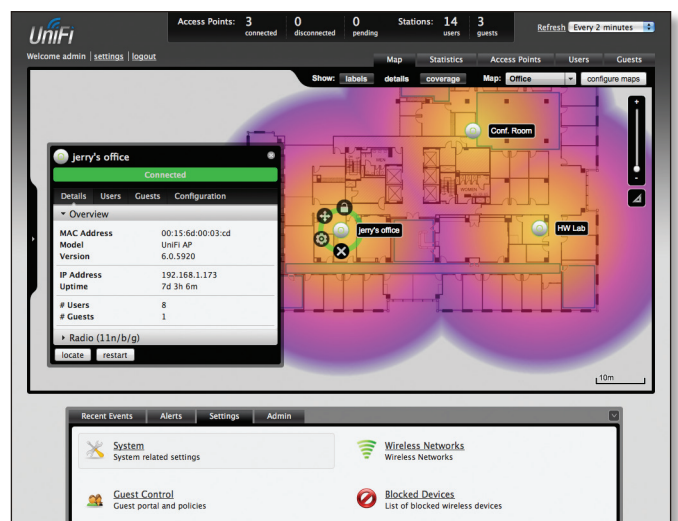 UniFi
Access Points: 3 connected 0 disconnected 0 pending Stations: 14 users 3 guests
Refresh Every 2 minutes
Welcome admin | settings | logout
Map Statistics Access Points Users Guests
Show: labels details coverage Map: Office configure maps
+
-
Conf. Room
jerry's office
HW Lab
MEN
WOMEN
10m
jerry's office
Connected
Details Users Guests Configuration
Overview
MAC Address 00:15:6d:00:03:cd
Model UniFi AP
Version 6.0.5920
IP Address 192.168.1.173
Uptime 7d 3h 6m
# Users 8
# Guests 1
Radio (11n/b/g)
locate restart
Recent Events Alerts Settings Admin
System
System related settings
Wireless Networks
Wireless Networks
Guest Control
Guest portal and policies
Blocked Devices
List of blocked wireless devices